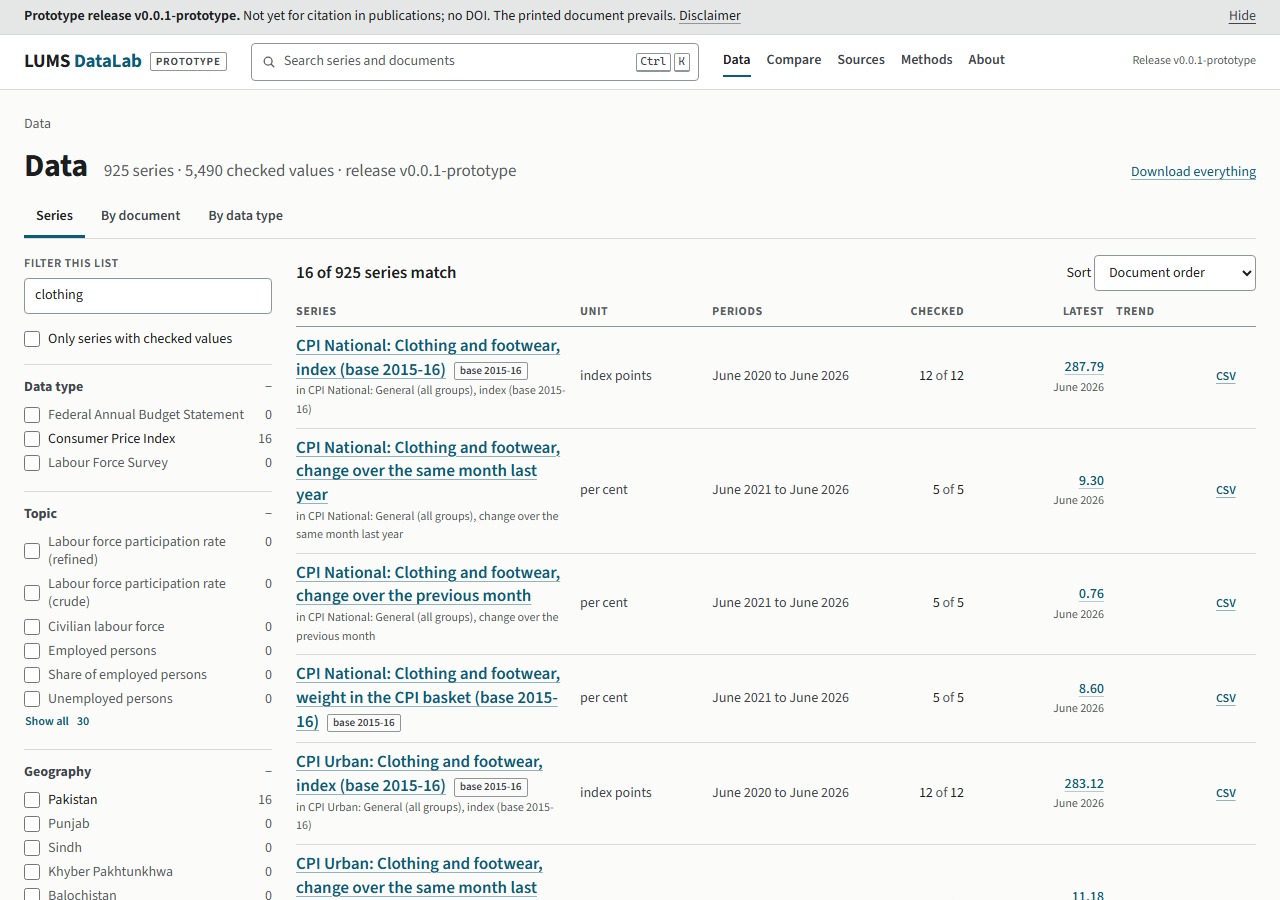 Prototype release v0.0.1-prototype. Not yet for citation in publications; no DOI. The printed document prevails. Disclaimer
Hide
LUMS DataLab PROTOTYPE
Search series and documents Ctrl K
Data Compare Sources Methods About
Release v0.0.1-prototype
Data
Data 925 series · 5,490 checked values · release v0.0.1-prototype
Download everything
Series By document By data type
FILTER THIS LIST
clothing
Only series with checked values
Data type –
Federal Annual Budget Statement 0
Consumer Price Index 16
Labour Force Survey 0
Topic –
Labour force participation rate (refined) 0
Labour force participation rate (crude) 0
Civilian labour force 0
Employed persons 0
Share of employed persons 0
Unemployed persons 0
Show all 30
Geography –
Pakistan 16
Punjab 0
Sindh 0
Khyber Pakhtunkhwa 0
Balochistan 0
16 of 925 series match
Sort Document order
SERIES UNIT PERIODS CHECKED LATEST TREND
CPI National: Clothing and footwear,
index (base 2015-16) base 2015-16
in CPI National: General (all groups), index (base 2015-
16)
index points June 2020 to June 2026 12 of 12 287.79 CSV
June 2026
CPI National: Clothing and footwear,
change over the same month last
year
in CPI National: General (all groups), change over the
same month last year
per cent June 2021 to June 2026 5 of 5 9.30 CSV
June 2026
CPI National: Clothing and footwear,
change over the previous month
in CPI National: General (all groups), change over the
previous month
per cent June 2021 to June 2026 5 of 5 0.76 CSV
June 2026
CPI National: Clothing and footwear,
weight in the CPI basket (base 2015-
16) base 2015-16
per cent June 2021 to June 2026 5 of 5 8.60 CSV
June 2026
CPI Urban: Clothing and footwear,
index (base 2015-16) base 2015-16
in CPI Urban: General (all groups), index (base 2015-
16)
index points June 2020 to June 2026 12 of 12 283.12 CSV
June 2026
CPI Urban: Clothing and footwear,
change over the same month last
11.18